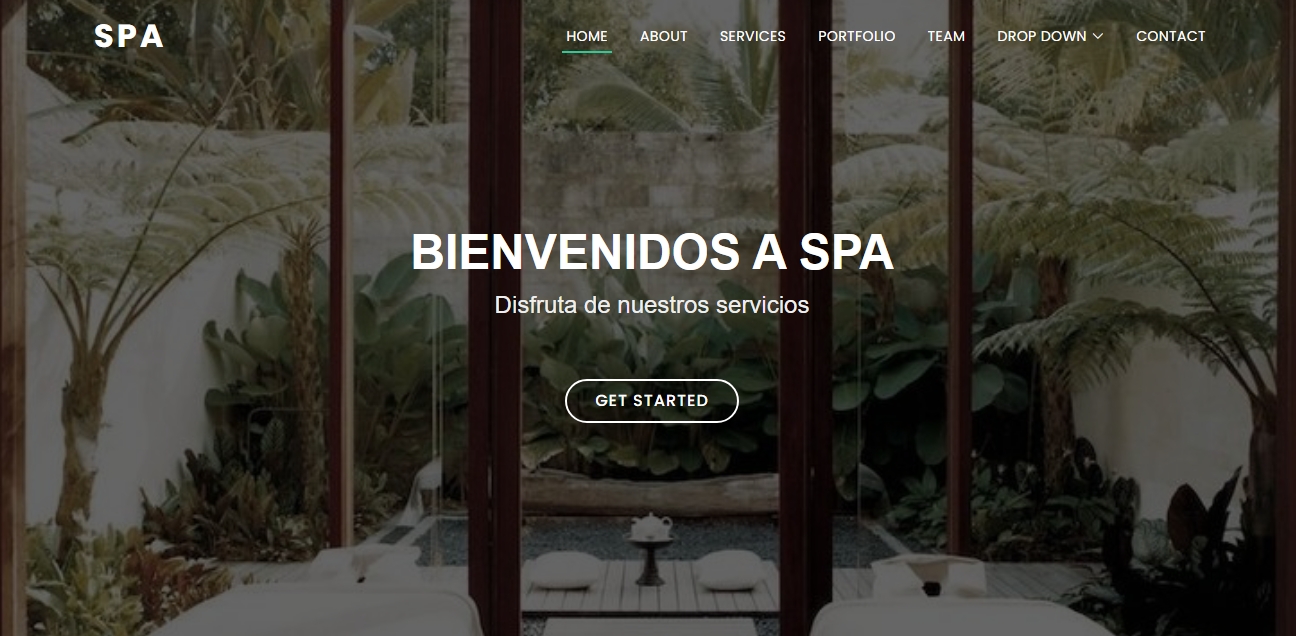 SPA
HOME ABOUT SERVICES PORTFOLIO TEAM DROP DOWN CONTACT
BIENVENIDOS A SPA
Disfruta de nuestros servicios
GET STARTED